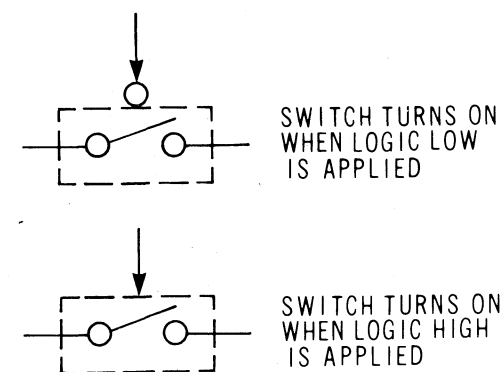 SWITCH TURNS ON
WHEN LOGIC LOW
IS APPLIED
SWITCH TURNS ON
WHEN LOGIC HIGH
IS APPLIED